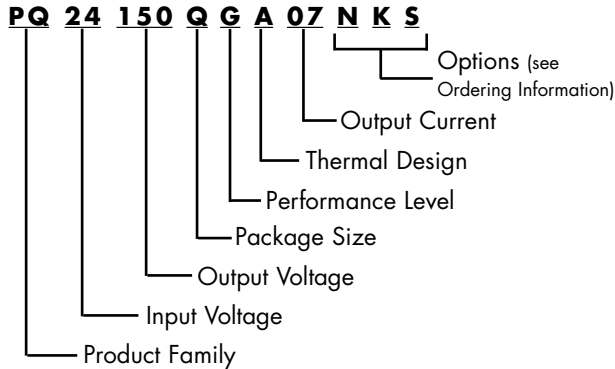 PQ 24 150 Q G A 07 N K S
Options (see
Ordering Information)
Output Current
Thermal Design
Performance Level
Package Size
Output Voltage
Input Voltage
Product Family